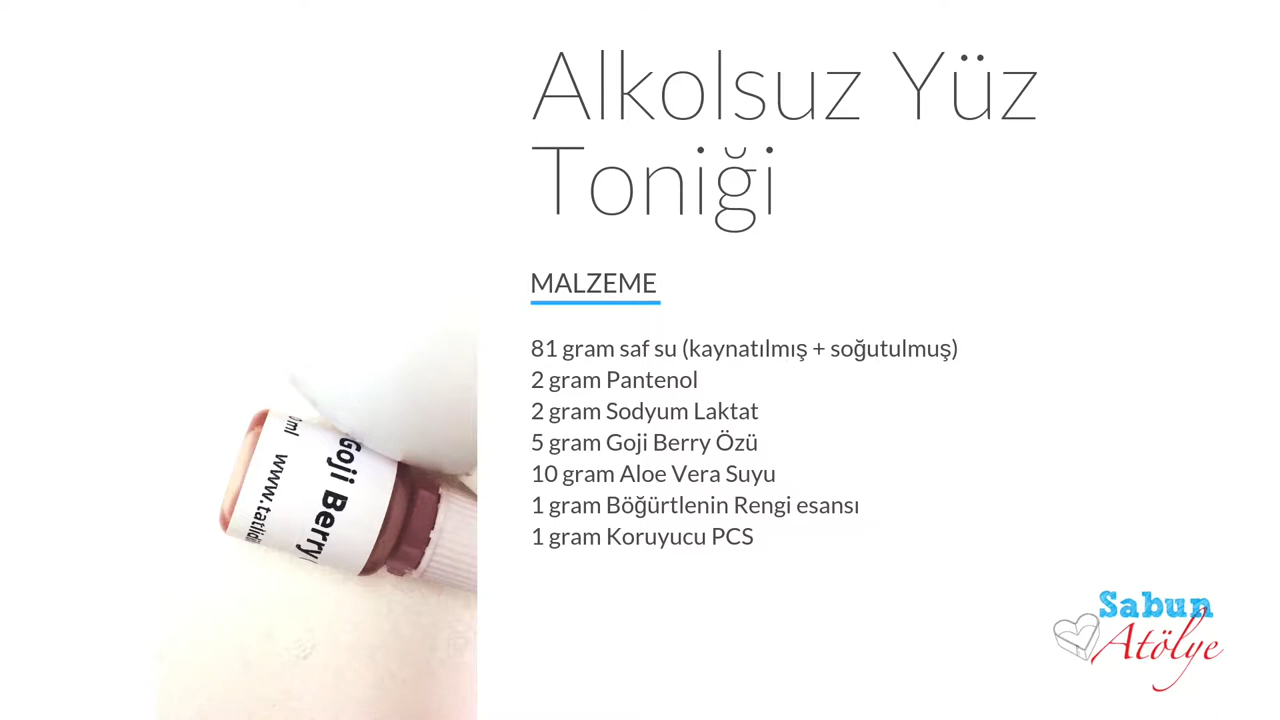 Alkolsuz Yüz
Toniği
MALZEME
81 gram saf su (kaynatılmış + soğutulmuş)
2 gram Pantenol
2 gram Sodyum Laktat
5 gram Goji Berry Özü
10 gram Aloe Vera Suyu
1 gram Böğürtlenin Rengi esansı
1 gram Koruyucu PCS
Goji Berry
ml
Sabun
Atölye